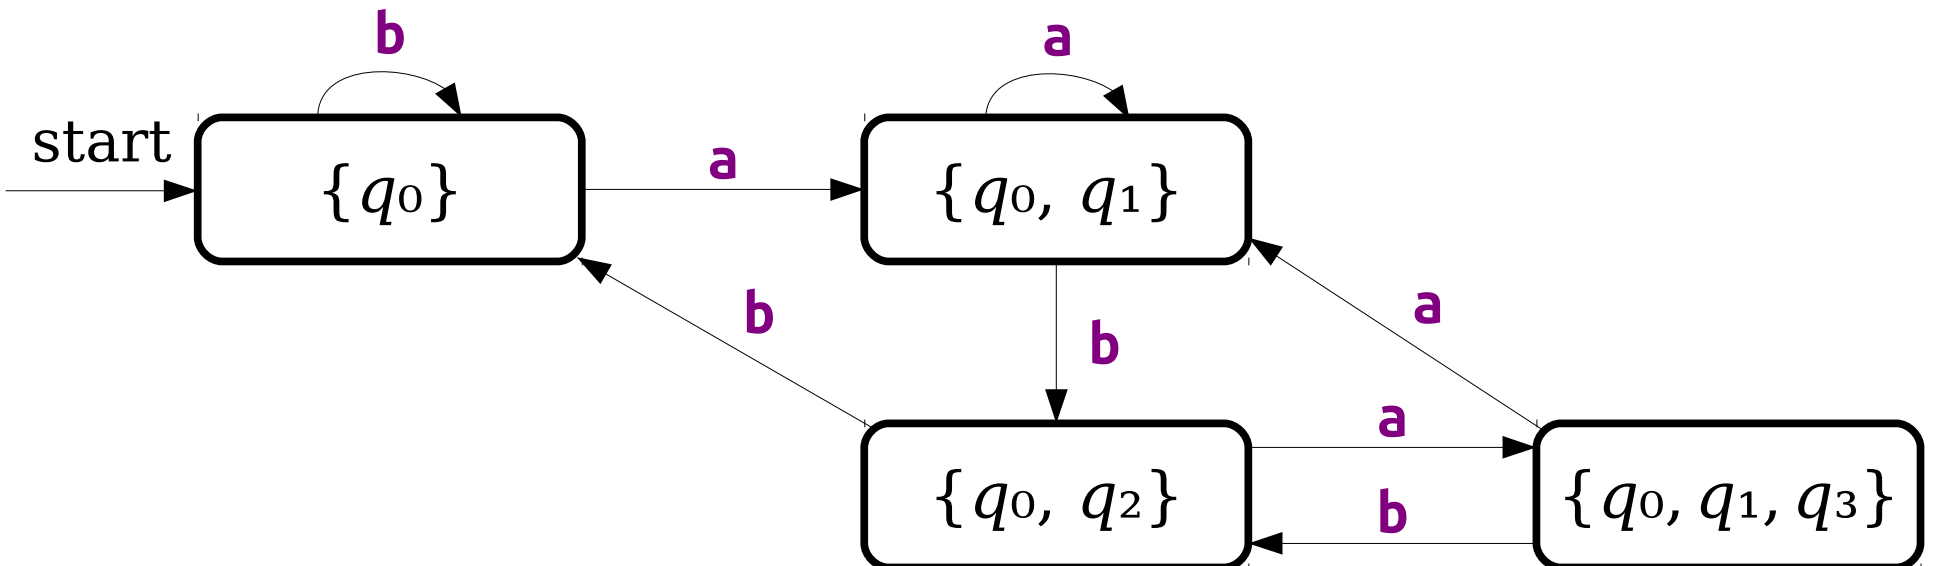 b
a
start
{q₀}
a
{q₀, q₁}
b
b
a
{q₀, q₂}
a
b
{q₀, q₁, q₃}